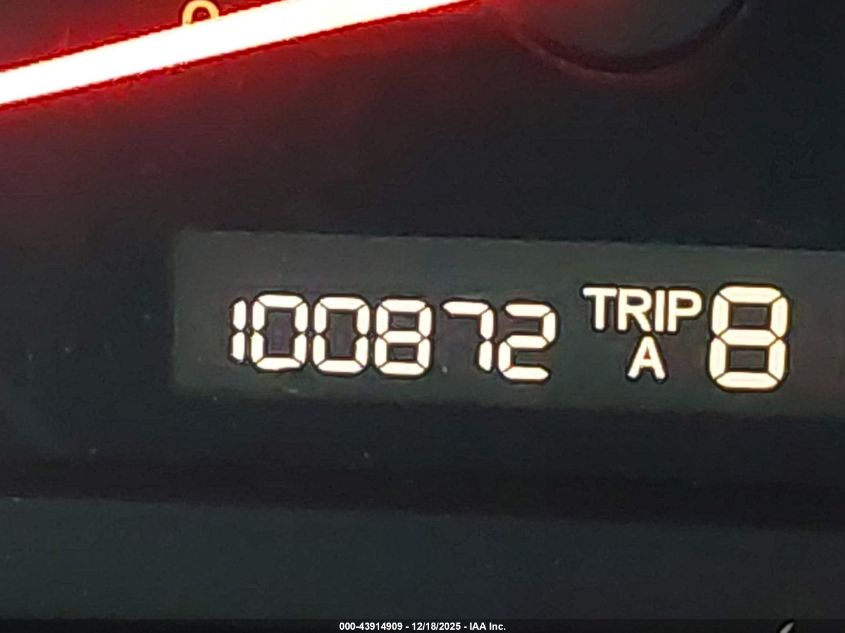 100872 TRIP A 8
000-43914909 - 12/18/2025 - IAA Inc.